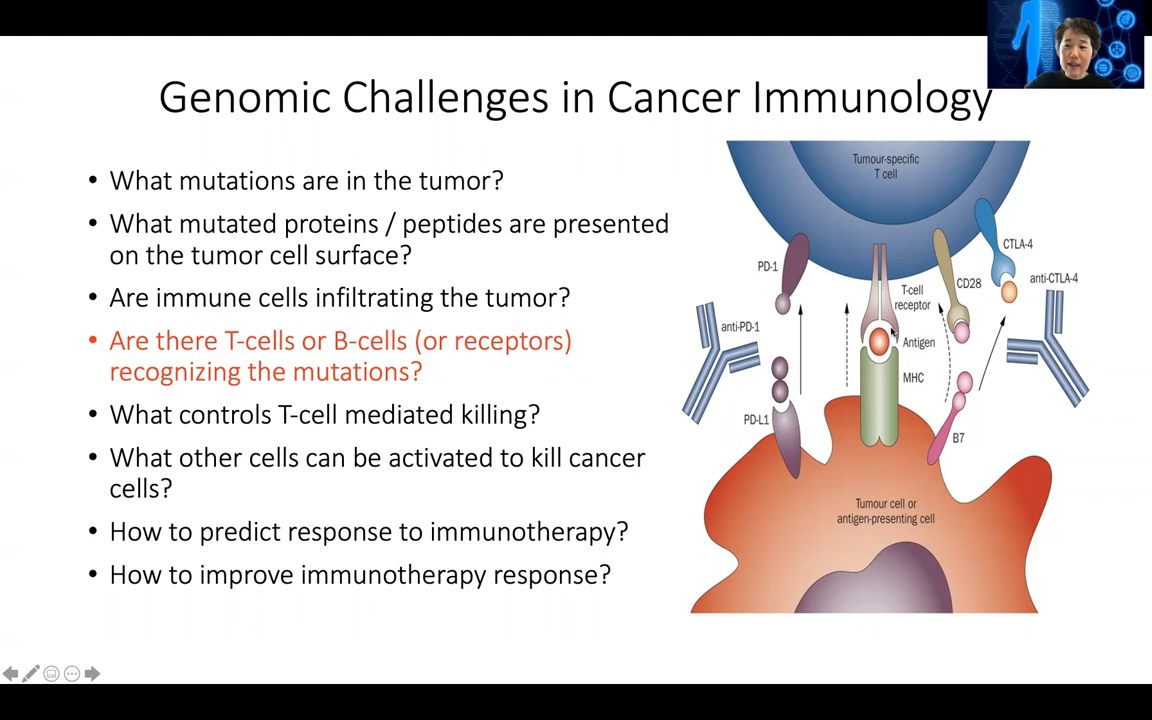 Genomic Challenges in Cancer Immunology
• What mutations are in the tumor?
• What mutated proteins / peptides are presented
on the tumor cell surface?
• Are immune cells infiltrating the tumor?
• Are there T-cells or B-cells (or receptors)
recognizing the mutations?
• What controls T-cell mediated killing?
• What other cells can be activated to kill cancer
cells?
• How to predict response to immunotherapy?
• How to improve immunotherapy response?
Tumour-specific
T cell
PD-1
CTLA-4
CD28
anti-CTLA-4
T-cell
receptor
anti-PD-1
Antigen
MHC
PD-L1
B7
Tumour cell or
antigen-presenting cell